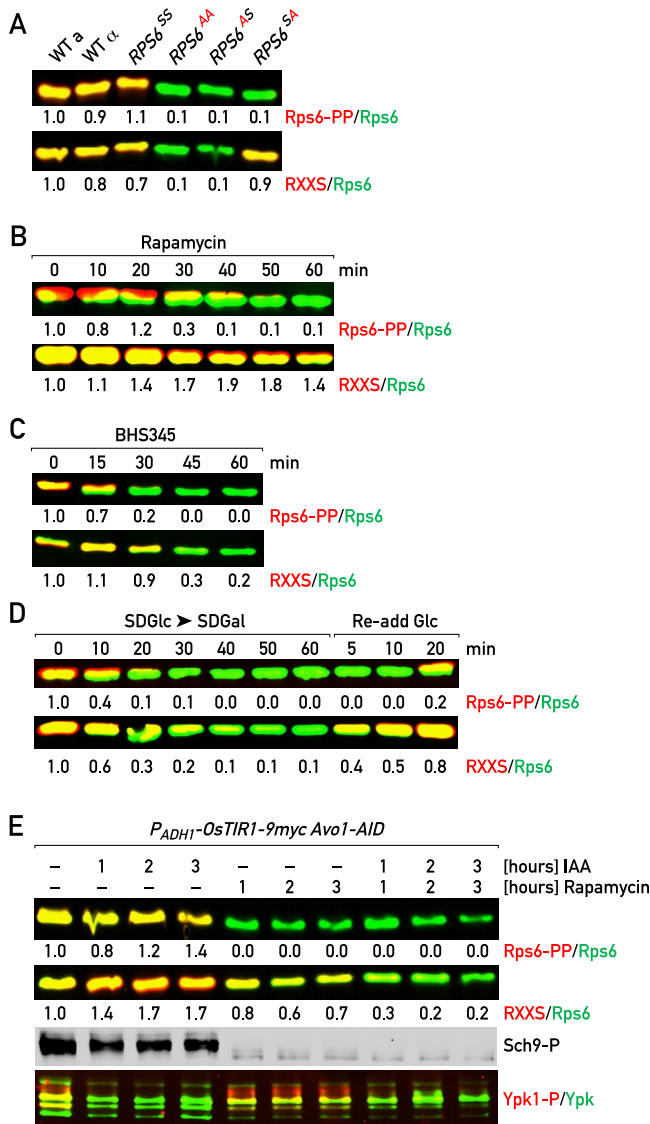 A
WT a WT α RPS6 SS RPS6 AA RPS6 AS RPS6 SA
1.0 0.9 1.1 0.1 0.1 0.1 Rps6-PP/Rps6
1.0 0.8 0.7 0.1 0.1 0.9 RXXS/Rps6
B
Rapamycin
0 10 20 30 40 50 60 min
1.0 0.8 1.2 0.3 0.1 0.1 0.1 Rps6-PP/Rps6
1.0 1.1 1.4 1.7 1.9 1.8 1.4 RXXS/Rps6
C
BHS345
0 15 30 45 60 min
1.0 0.7 0.2 0.0 0.0 Rps6-PP/Rps6
1.0 1.1 0.9 0.3 0.2 RXXS/Rps6
D
SDGlc ➤ SDGal Re-add Glc
0 10 20 30 40 50 60 5 10 20 min
1.0 0.4 0.1 0.1 0.0 0.0 0.0 0.0 0.0 0.2 Rps6-PP/Rps6
1.0 0.6 0.3 0.2 0.1 0.1 0.1 0.4 0.5 0.8 RXXS/Rps6
E
PADH1-OsTIR1-9myc Avo1-AID
– 1 2 3 – – – 1 2 3 [hours] IAA
– – – – 1 2 3 1 2 3 [hours] Rapamycin
1.0 0.8 1.2 1.4 0.0 0.0 0.0 0.0 0.0 0.0 Rps6-PP/Rps6
1.0 1.4 1.7 1.7 0.8 0.6 0.7 0.3 0.2 0.2 RXXS/Rps6
Sch9-P
Ypk1-P/Ypk